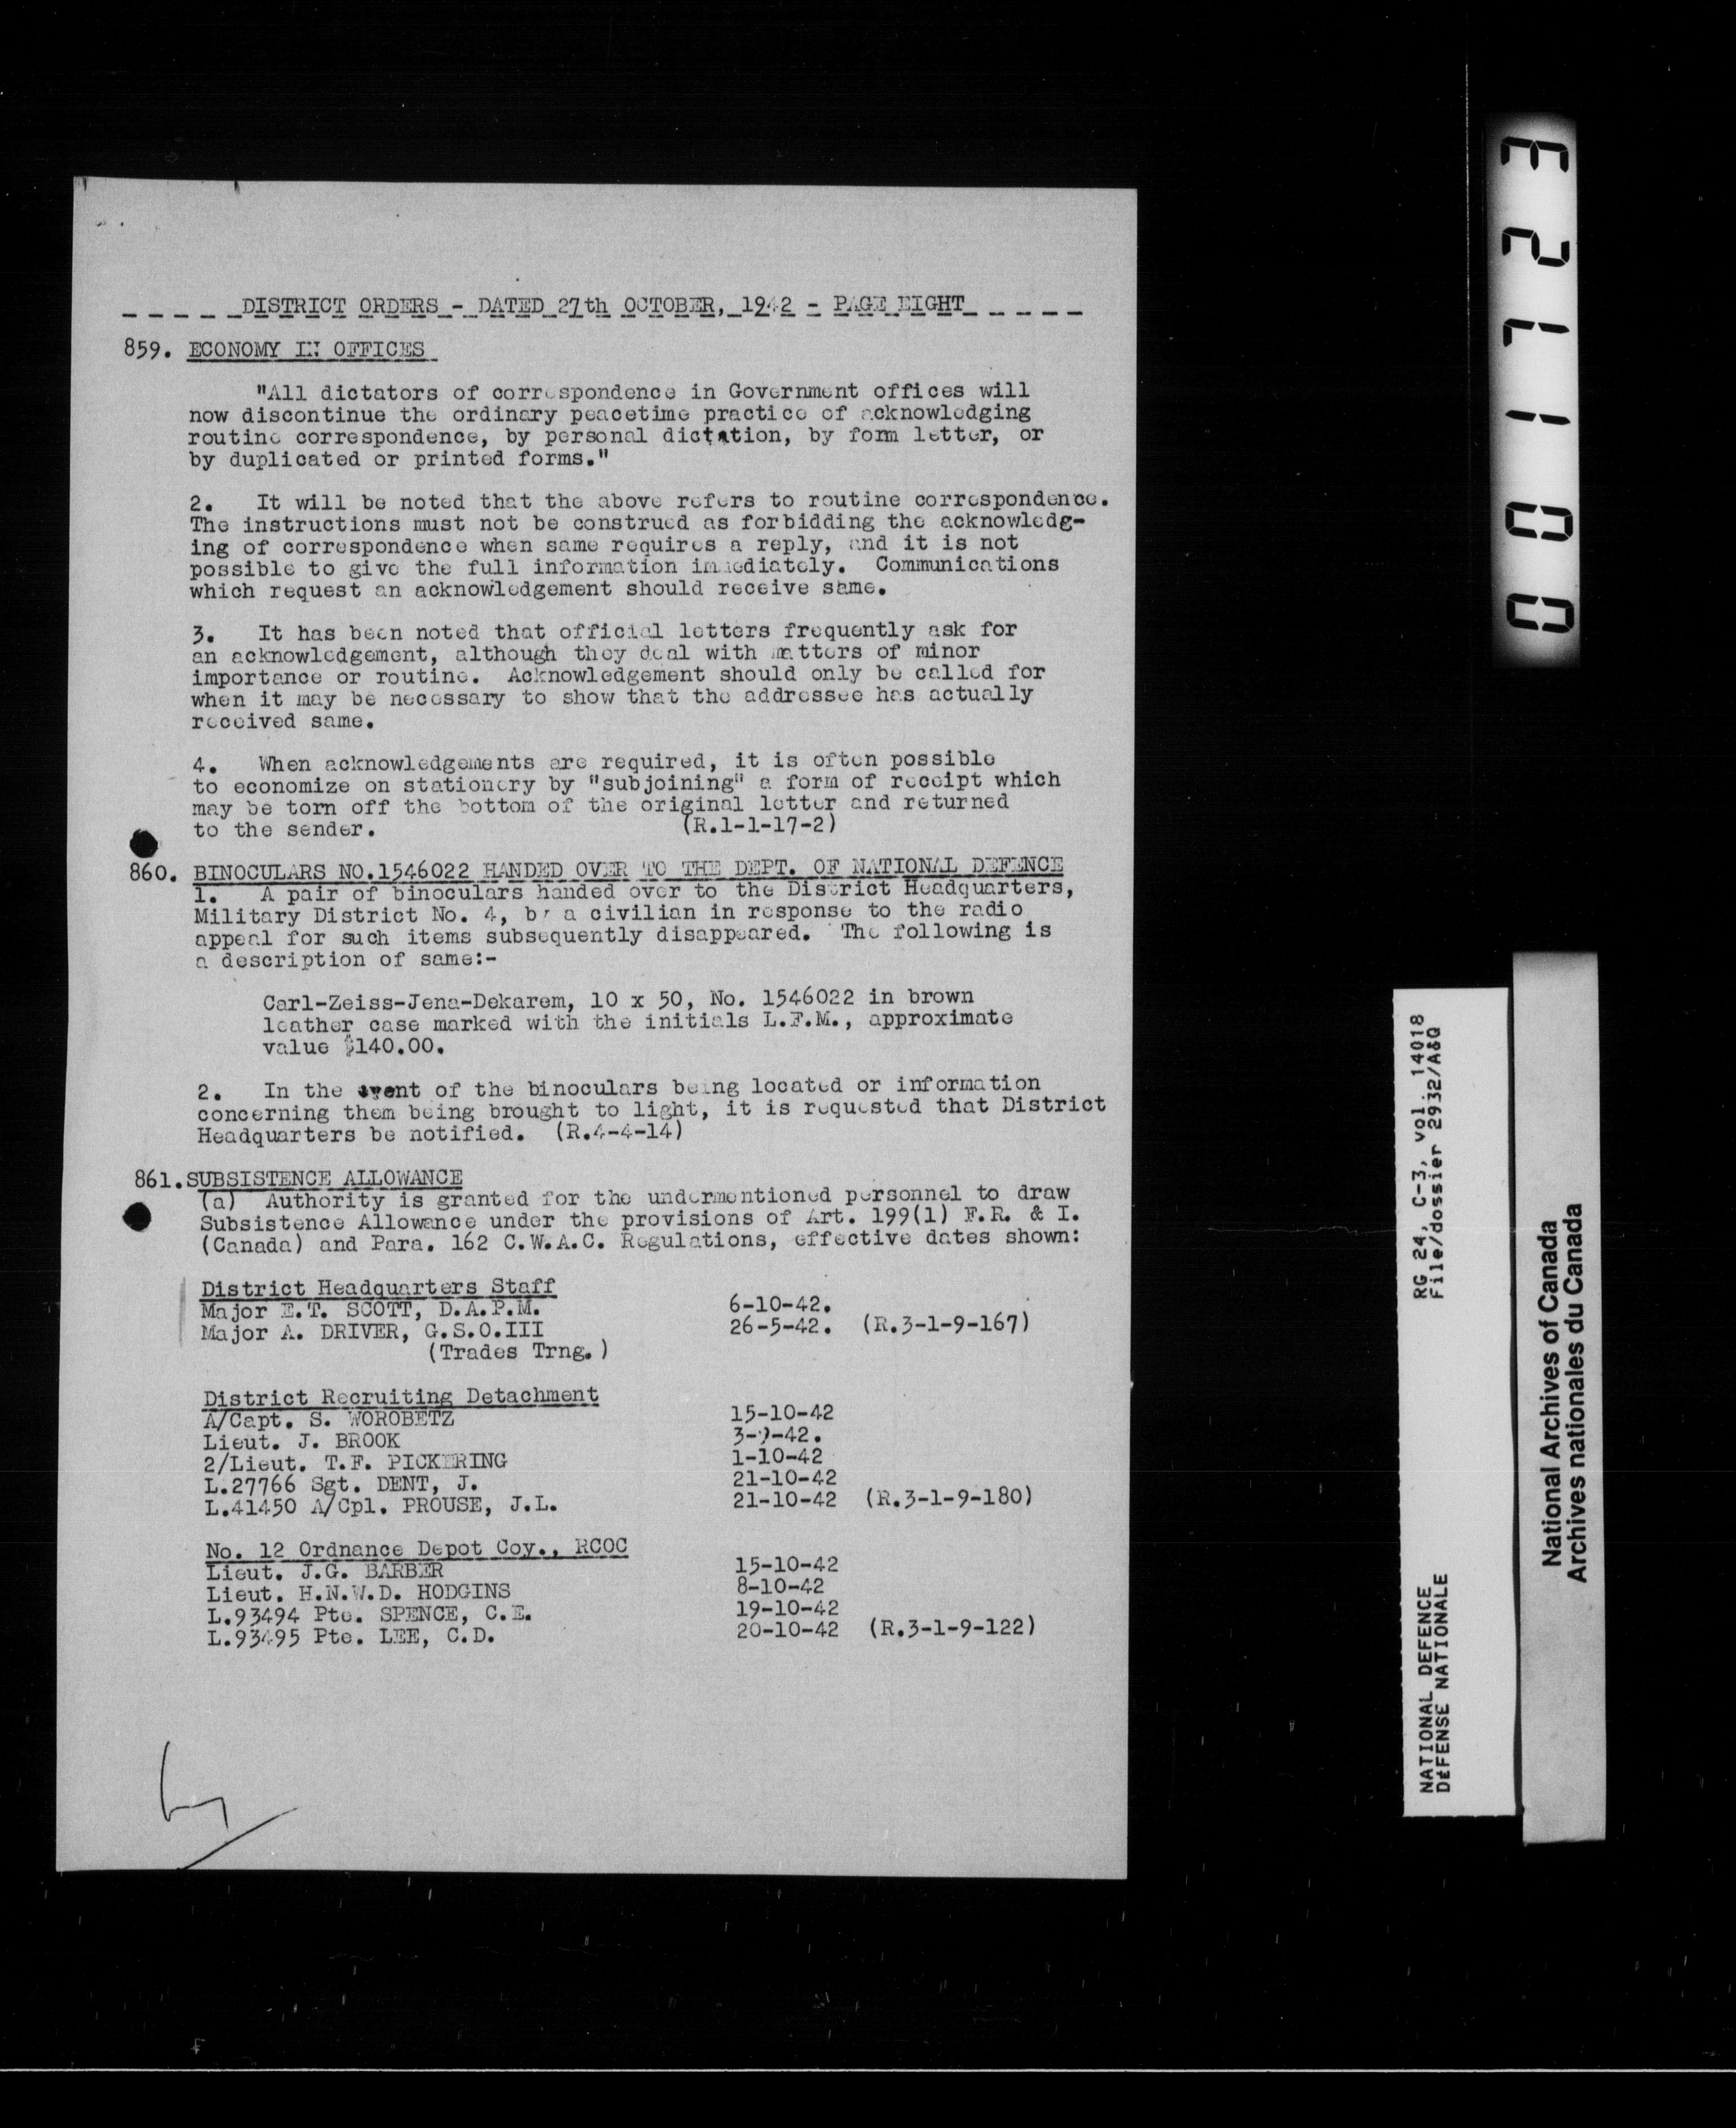 DISTRICT ORDERS - DATED 27th OCTOBER, 1942 - PAGE EIGHT
859. ECONOMY IN OFFICES
"All dictators of correspondence in Government offices will
now discontinue the ordinary peacetime practice of acknowledging
routine correspondence, by personal dictation, by form letter, or
by duplicated or printed forms."
2. It will be noted that the above refers to routine correspondence.
The instructions must not be construed as forbidding the acknowledg-
ing of correspondence when same requires a reply, and it is not
possible to give the full information immediately. Communications
which request an acknowledgement should receive same.
3. It has been noted that official letters frequently ask for
an acknowledgement, although they deal with matters of minor
importance or routine. Acknowledgement should only be called for
when it may be necessary to show that the addressee has actually
received same.
4. When acknowledgements are required, it is often possible
to economize on stationery by "subjoining" a form of receipt which
may be torn off the bottom of the original letter and returned
to the sender. (R.1-1-17-2)
860. BINOCULARS NO.1546022 HANDED OVER TO THE DEPT. OF NATIONAL DEFENCE
1. A pair of binoculars handed over to the District Headquarters,
Military District No. 4, by a civilian in response to the radio
appeal for such items subsequently disappeared. The following is
a description of same:-
Carl-Zeiss-Jena-Dekarem, 10 x 50, No. 1546022 in brown
leather case marked with the initials L.F.M., approximate
value $140.00.
2. In the event of the binoculars being located or information
concerning them being brought to light, it is requested that District
Headquarters be notified. (R.4-4-14)
861. SUBSISTENCE ALLOWANCE
(a) Authority is granted for the undermentioned personnel to draw
Subsistence Allowance under the provisions of Art. 199(1) F.R. & I.
(Canada) and Para. 162 C.W.A.C. Regulations, effective dates shown:
District Headquarters Staff
Major E.T. SCOTT, D.A.P.M. 6-10-42.
Major A. DRIVER, G.S.O.III 26-5-42. (R.3-1-9-167)
(Trades Trng.)
District Recruiting Detachment
A/Capt. S. WOROBETZ 15-10-42
Lieut. J. BROOK 3-9-42.
2/Lieut. T.F. PICKERING 1-10-42
L.27766 Sgt. DENT, J. 21-10-42
L.41450 A/Cpl. PROUSE, J.L. 21-10-42 (R.3-1-9-180)
No. 12 Ordnance Depot Coy., RCOC
Lieut. J.G. BARBER 15-10-42
Lieut. H.N.W.D. HODGINS 8-10-42
L.93494 Pte. SPENCE, C.E. 19-10-42
L.93495 Pte. LEE, C.D. 20-10-42 (R.3-1-9-122)
001123
NATIONAL DEFENCE RG 24, C-3, vol. 14018
DéFENSE NATIONALE File/dossier 2932/A&Q
National Archives of Canada
Archives nationales du Canada